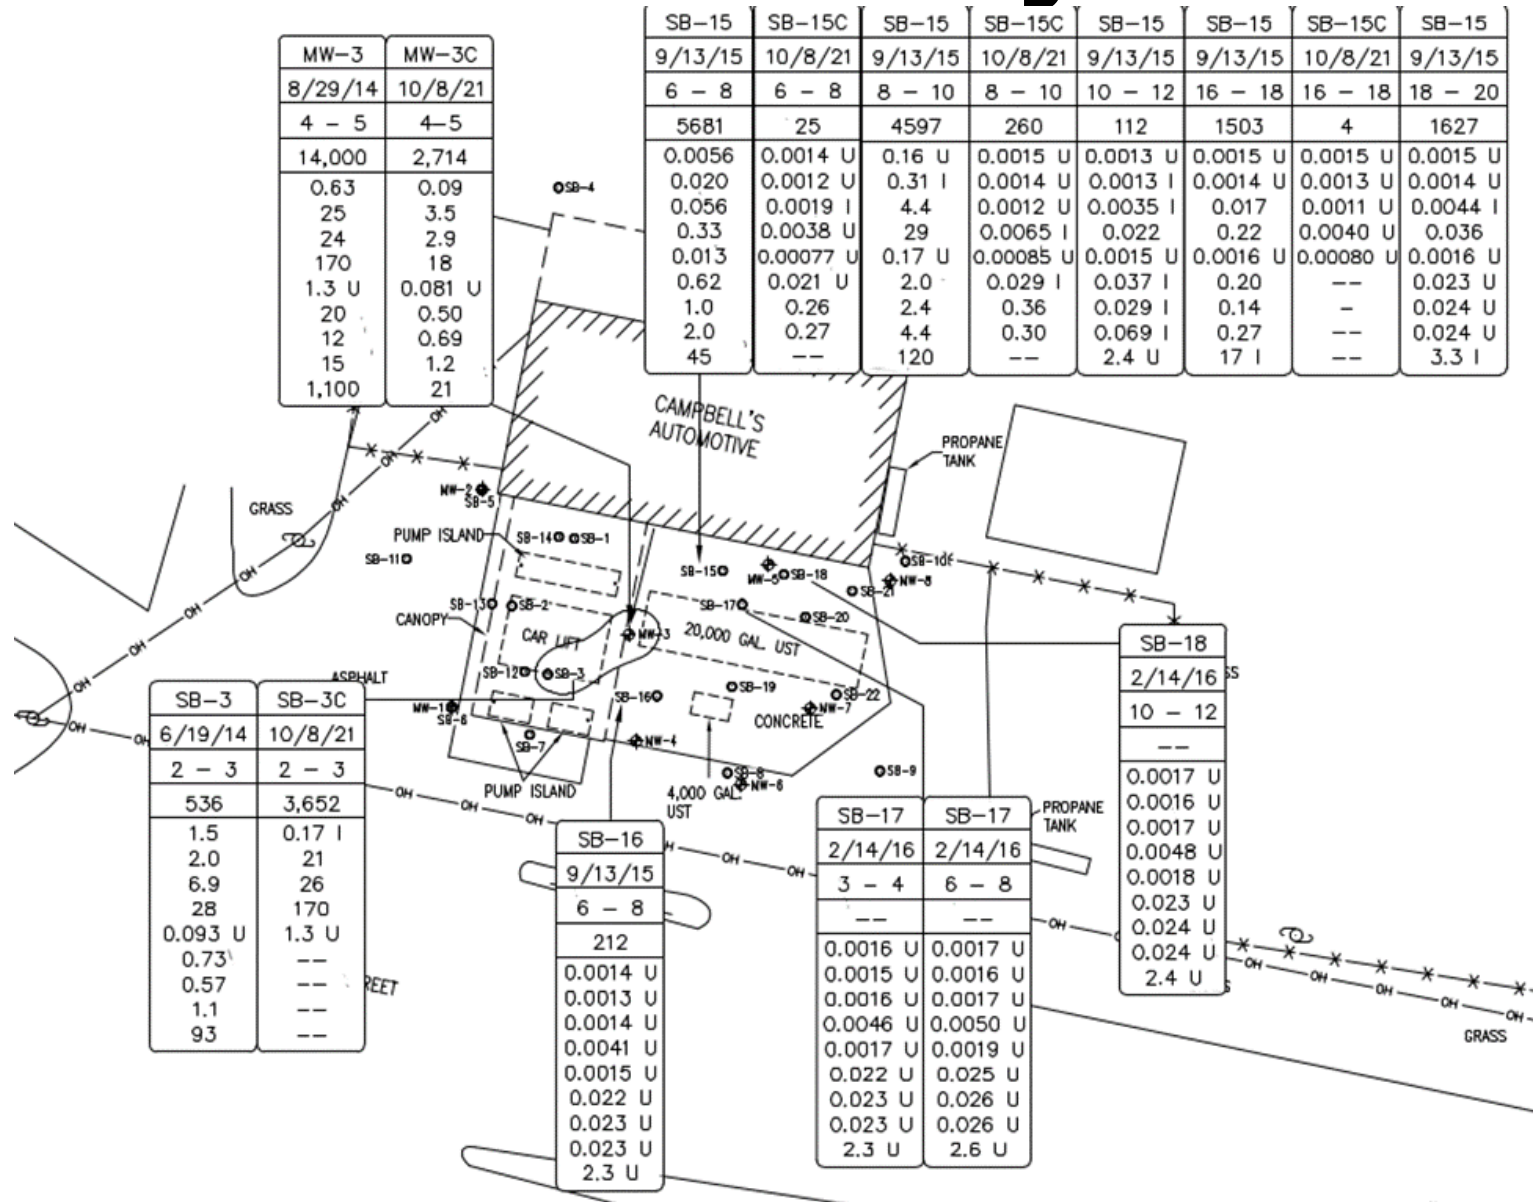 MW-3 MW-3C
8/29/14 10/8/21
4 - 5 4-5
14,000 2,714
0.63 0.09
25 3.5
24 2.9
170 18
1.3 U 0.081 U
20 0.50
12 0.69
15 1.2
1,100 21
SB-15 SB-15C SB-15 SB-15C SB-15 SB-15 SB-15C SB-15
9/13/15 10/8/21 9/13/15 10/8/21 9/13/15 9/13/15 10/8/21 9/13/15
6 - 8 6 - 8 8 - 10 8 - 10 10 - 12 16 - 18 16 - 18 18 - 20
5681 25 4597 260 112 1503 4 1627
0.0056 0.0014 U 0.16 U 0.0015 U 0.0013 U 0.0015 U 0.0015 U 0.0015 U
0.020 0.0012 U 0.31 I 0.0014 U 0.0013 I 0.0014 U 0.0013 U 0.0014 U
0.056 0.0019 I 4.4 0.0012 U 0.0035 I 0.017 0.0011 U 0.0044 I
0.33 0.0038 U 29 0.0065 I 0.022 0.22 0.0040 U 0.036
0.013 0.00077 U 0.17 U 0.00085 U 0.0015 U 0.0016 U 0.00080 U 0.0016 U
0.62 0.021 U 2.0 0.029 I 0.037 I 0.20 -- 0.023 U
1.0 0.26 2.4 0.36 0.029 I 0.14 - 0.024 U
2.0 0.27 4.4 0.30 0.069 I 0.27 -- 0.024 U
45 -- 120 -- 2.4 U 17 I -- 3.3 I
SB-4
CAMPBELL'S
AUTOMOTIVE
PROPANE
TANK
OH
OH
MW-2
SB-5
GRASS
OH
PUMP ISLAND
SB-14
SB-1
SB-11
SB-15
MW-5
SB-18
SB-10
MW-8
SB-21
OH
SB-13
SB-2
SB-17
SB-20
CANOPY
CAR LIFT
MW-3
20,000 GAL. UST
OH
OH
OH
ASPHALT
SB-12
SB-3
SB-16
SB-19
SB-22
MW-7
CONCRETE
MW-1
SB-6
SB-7
MW-4
OH
OH
SB-8
MW-6
SB-9
PUMP ISLAND
4,000 GAL.
UST
OH
OH
OH
H
OH
OH
PROPANE
TANK
SB-18
2/14/16
10 - 12
--
0.0017 U
0.0016 U
0.0017 U
0.0048 U
0.0018 U
0.023 U
0.024 U
0.024 U
2.4 U
SS
S
SB-3 SB-3C
6/19/14 10/8/21
2 - 3 2 - 3
536 3,652
1.5 0.17 I
2.0 21
6.9 26
28 170
0.093 U 1.3 U
0.73 --
0.57 --
1.1 --
93 --
REET
SB-16
9/13/15
6 - 8
212
0.0014 U
0.0013 U
0.0014 U
0.0041 U
0.0015 U
0.022 U
0.023 U
0.023 U
2.3 U
SB-17 SB-17
2/14/16 2/14/16
3 - 4 6 - 8
-- --
0.0016 U 0.0017 U
0.0015 U 0.0016 U
0.0016 U 0.0017 U
0.0046 U 0.0050 U
0.0017 U 0.0019 U
0.022 U 0.025 U
0.023 U 0.026 U
0.023 U 0.026 U
2.3 U 2.6 U
OH
OH
OH
OH
OH
OH
OH
GRASS